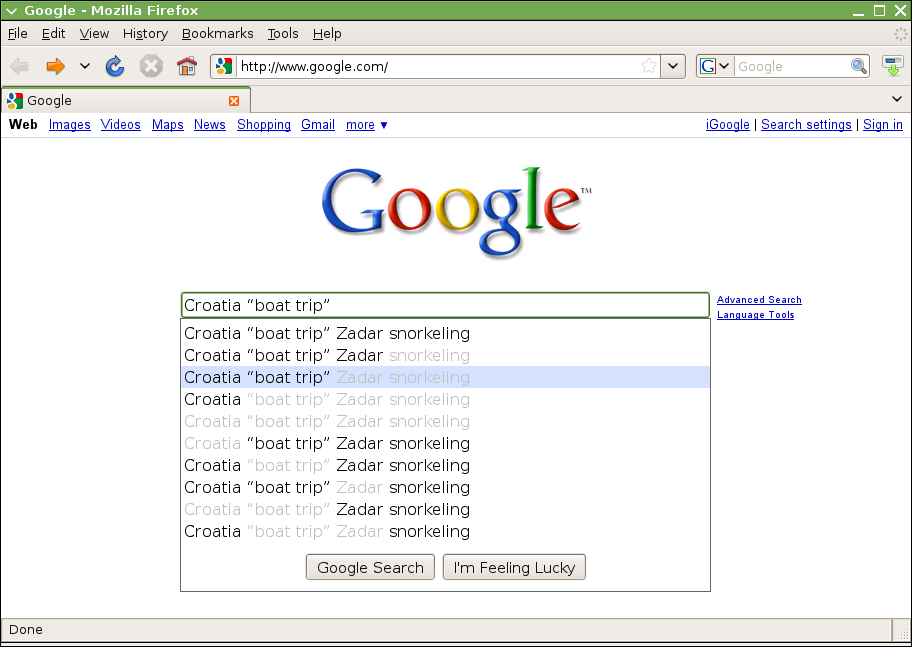 Google - Mozilla Firefox
File Edit View History Bookmarks Tools Help
http://www.google.com/ G Google
Google
Web Images Videos Maps News Shopping Gmail more ▼ iGoogle | Search settings | Sign in
Google™
Croatia “boat trip” Advanced Search
Language Tools
Croatia “boat trip” Zadar snorkeling
Croatia “boat trip” Zadar snorkeling
Croatia “boat trip” Zadar snorkeling
Croatia “boat trip” Zadar snorkeling
Croatia “boat trip” Zadar snorkeling
Croatia “boat trip” Zadar snorkeling
Croatia “boat trip” Zadar snorkeling
Croatia “boat trip” Zadar snorkeling
Croatia “boat trip” Zadar snorkeling
Croatia “boat trip” Zadar snorkeling
Google Search I'm Feeling Lucky
Done